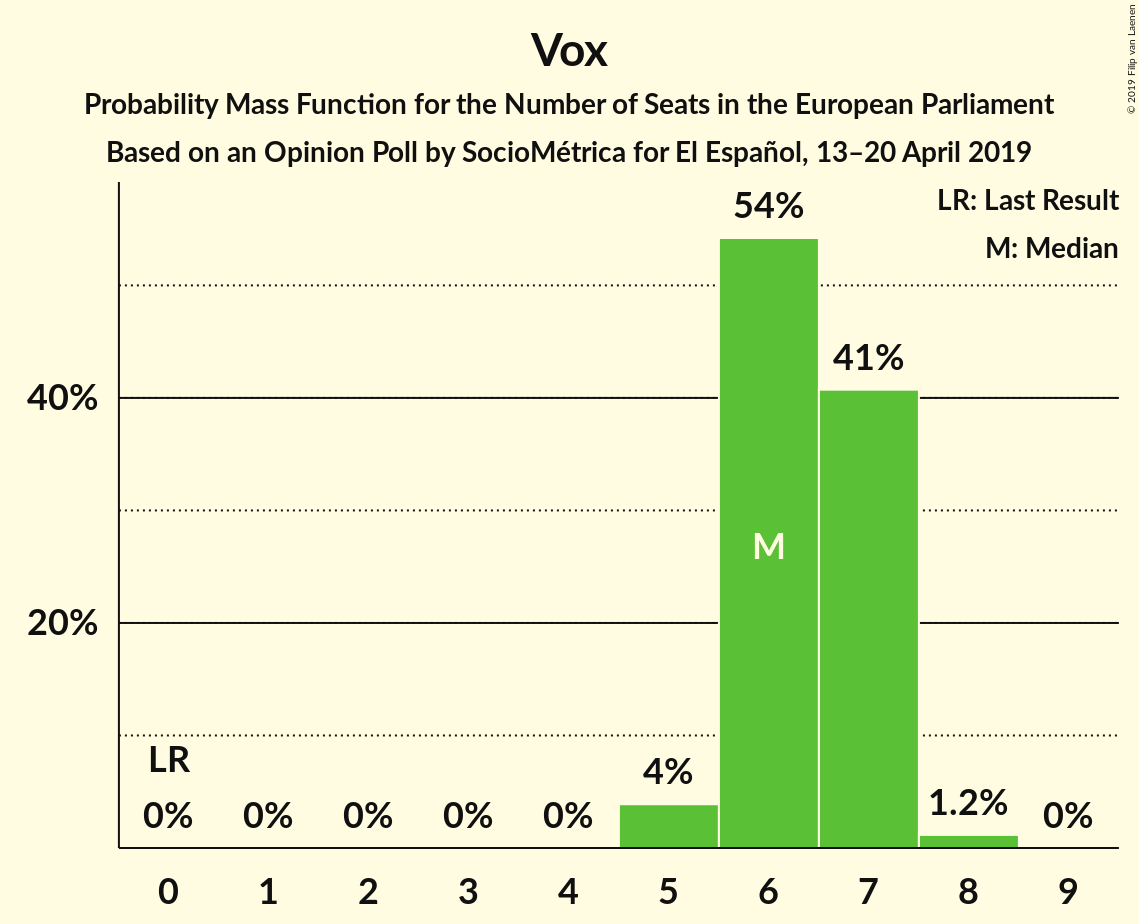 Vox
Probability Mass Function for the Number of Seats in the European Parliament
Based on an Opinion Poll by SocioMétrica for El Español, 13–20 April 2019
© 2019 Filip van Laenen
LR: Last Result
M: Median
54%
41%
40%
M
20%
LR
4%
1.2%
0% 0% 0% 0% 0% 0%
0 1 2 3 4 5 6 7 8 9